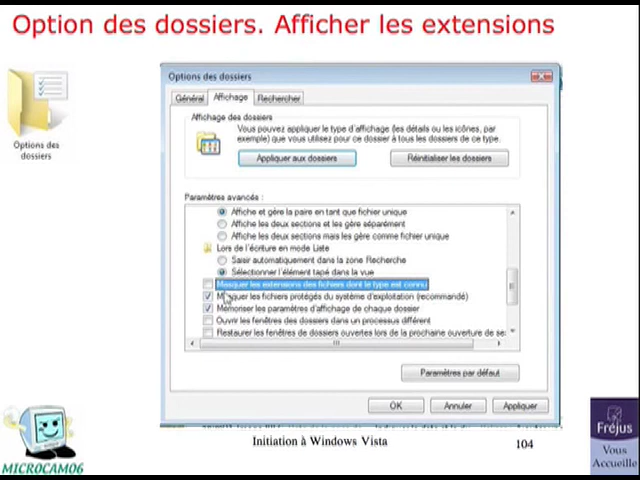 Option des dossiers. Afficher les extensions
Options des
dossiers
Options des dossiers
Général Affichage Rechercher
Affichage des dossiers
Vous pouvez appliquer le type d'affichage (les détails ou les icônes, par
exemple) que vous utilisez pour ce dossier à tous les dossiers de ce type.
Appliquer aux dossiers Réinitialiser les dossiers
Paramètres avancés :
Affiche et gère la paire en tant que fichier unique
Affiche les deux sections et les gère séparément
Affiche les deux sections mais les gère comme fichier unique
Lors de l'écriture en mode Liste
Saisir automatiquement dans la zone Recherche
Sélectionner l'élément tapé dans la vue
Masquer les extensions des fichiers dont le type est connu
Masquer les fichiers protégés du système d'exploitation (recommandé)
Mémoriser les paramètres d'affichage de chaque dossier
Ouvrir les fenêtres des dossiers dans un processus différent
Restaurer les fenêtres de dossiers ouvertes lors de la prochaine ouverture de se
Paramètres par défaut
OK Annuler Appliquer
Initiation à Windows Vista
104
MICROCAM06
Fréjus
Vous
Accueille